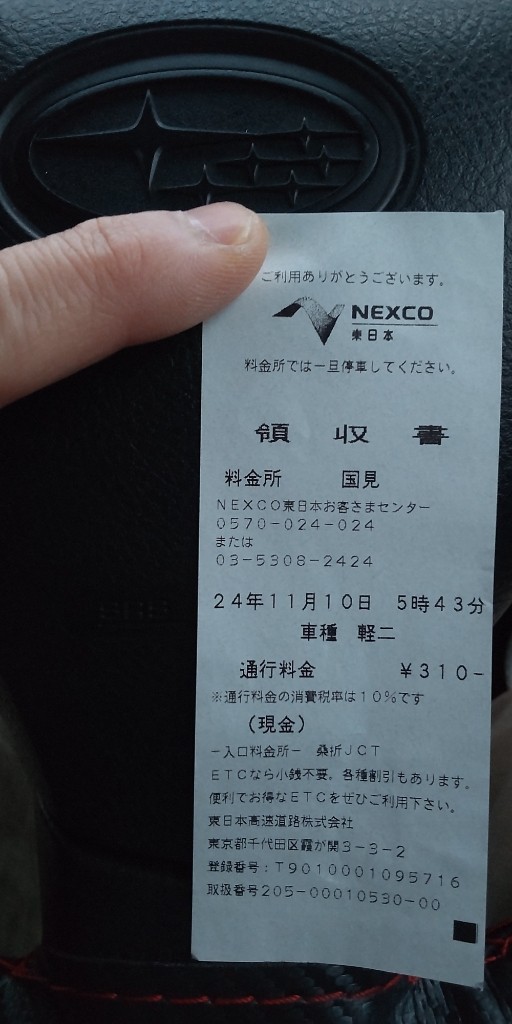 ご利用ありがとうございます。
NEXCO
東日本
料金所では一旦停車してください。
領 収 書
料金所 国見
NEXCO東日本お客さまセンター
0570-024-024
または
03-5308-2424
24年11月10日 5時43分
車種 軽二
通行料金 ¥310-
※通行料金の消費税率は10%です
(現金)
-入口料金所- 桑折JCT
ETCなら小銭不要。各種割引もあります。
便利でお得なETCをぜひご利用下さい。
東日本高速道路株式会社
東京都千代田区霞が関3-3-2
登録番号:T9010001095716
取扱番号205-00010530-00